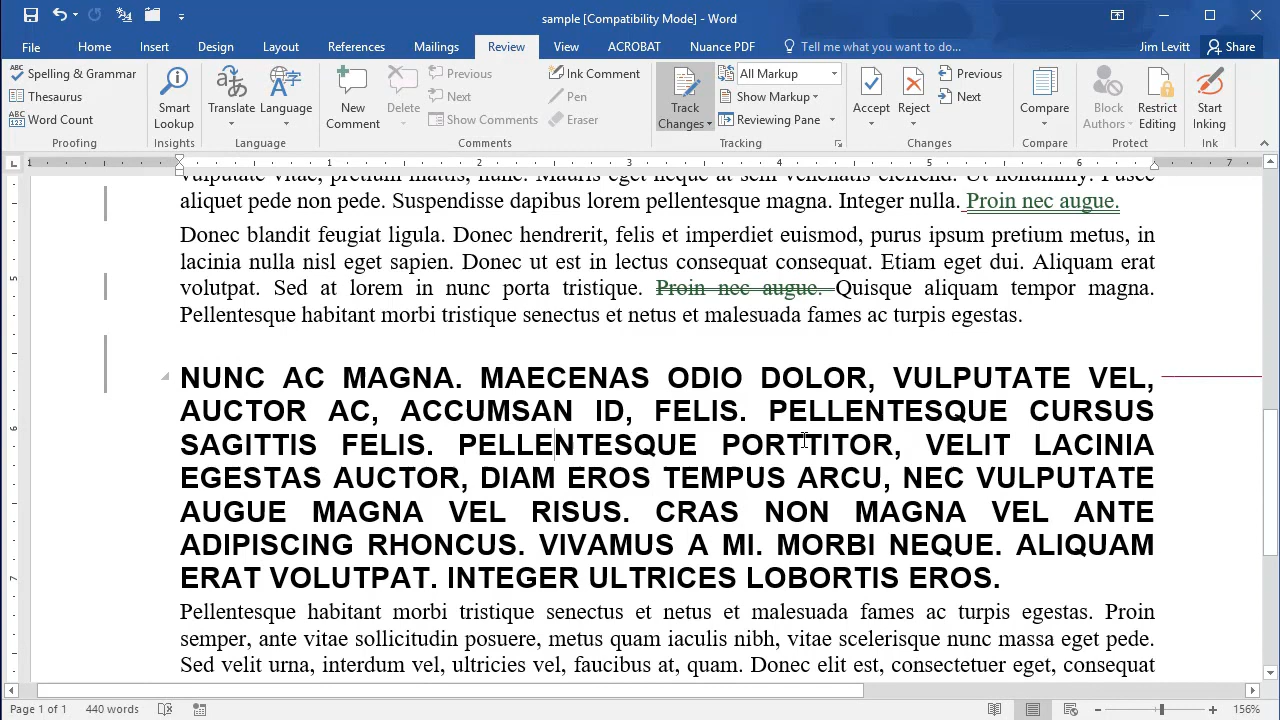 sample [Compatibility Mode] - Word
File Home Insert Design Layout References Mailings Review View ACROBAT Nuance PDF Tell me what you want to do... Jim Levitt Share
ABC Spelling & Grammar
Thesaurus
ABC 123 Word Count
Proofing
Smart Lookup
Insights
Translate Language
Language
New Comment
Delete
Previous
Next
Show Comments
Ink Comment
Pen
Eraser
Comments
Track Changes
All Markup
Show Markup
Reviewing Pane
Tracking
Accept Reject
Previous
Next
Changes
Compare
Compare
Block Authors
Restrict Editing
Protect
Start Inking
Ink
1 1 2 3 4 5 6 7
5
6
7
vulputate vitae, pretium mattis, nunc. Mauris eget neque at sem venenatis eleifend. Ut nonummy. Fusce
aliquet pede non pede. Suspendisse dapibus lorem pellentesque magna. Integer nulla. Proin nec augue.
Donec blandit feugiat ligula. Donec hendrerit, felis et imperdiet euismod, purus ipsum pretium metus, in
lacinia nulla nisl eget sapien. Donec ut est in lectus consequat consequat. Etiam eget dui. Aliquam erat
volutpat. Sed at lorem in nunc porta tristique. Proin nec augue. Quisque aliquam tempor magna.
Pellentesque habitant morbi tristique senectus et netus et malesuada fames ac turpis egestas.
NUNC AC MAGNA. MAECENAS ODIO DOLOR, VULPUTATE VEL,
AUCTOR AC, ACCUMSAN ID, FELIS. PELLENTESQUE CURSUS
SAGITTIS FELIS. PELLENTESQUE PORTTITOR, VELIT LACINIA
EGESTAS AUCTOR, DIAM EROS TEMPUS ARCU, NEC VULPUTATE
AUGUE MAGNA VEL RISUS. CRAS NON MAGNA VEL ANTE
ADIPISCING RHONCUS. VIVAMUS A MI. MORBI NEQUE. ALIQUAM
ERAT VOLUTPAT. INTEGER ULTRICES LOBORTIS EROS.
Pellentesque habitant morbi tristique senectus et netus et malesuada fames ac turpis egestas. Proin
semper, ante vitae sollicitudin posuere, metus quam iaculis nibh, vitae scelerisque nunc massa eget pede.
Sed velit urna, interdum vel, ultricies vel, faucibus at, quam. Donec elit est, consectetuer eget, consequat
Page 1 of 1 440 words 156%